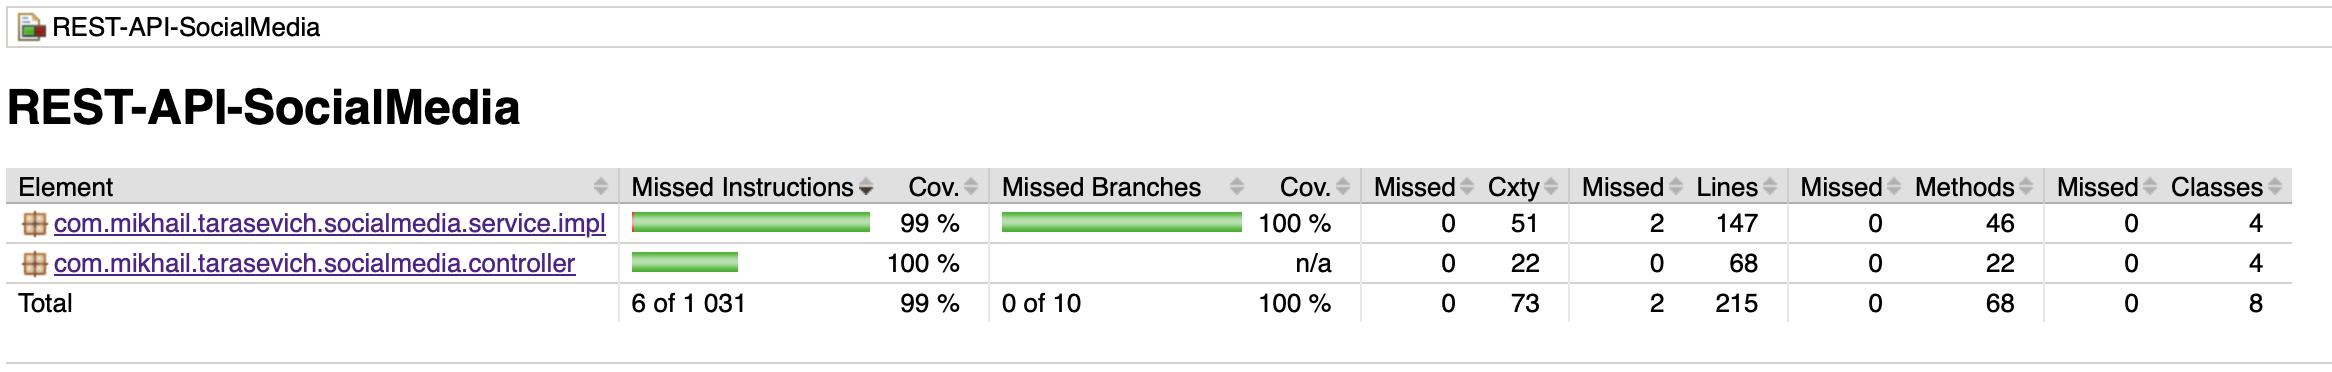 REST-API-SocialMedia
REST-API-SocialMedia
Element Missed Instructions Cov. Missed Branches Cov. Missed Cxty Missed Lines Missed Methods Missed Classes
com.mikhail.tarasevich.socialmedia.service.impl 99 % 100 % 0 51 2 147 0 46 0 4
com.mikhail.tarasevich.socialmedia.controller 100 % n/a 0 22 0 68 0 22 0 4
Total 6 of 1 031 99 % 0 of 10 100 % 0 73 2 215 0 68 0 8